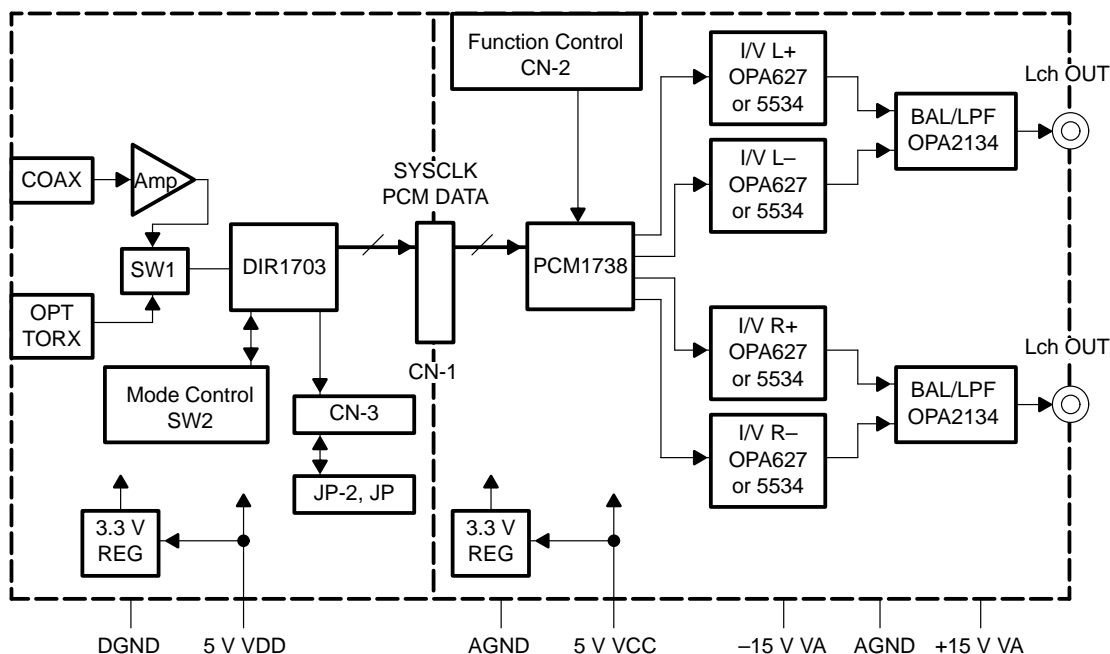 Function Control
CN-2
I/V L+
OPA627
or 5534
Lch OUT
BAL/LPF
OPA2134
I/V L–
OPA627
or 5534
COAX
Amp
SYSCLK
PCM DATA
SW1
DIR1703
PCM1738
OPT
TORX
I/V R+
OPA627
or 5534
Lch OUT
BAL/LPF
OPA2134
CN-1
Mode Control
SW2
CN-3
I/V R–
OPA627
or 5534
JP-2, JP
3.3 V
REG
3.3 V
REG
DGND
5 V VDD
AGND
5 V VCC
–15 V VA
AGND
+15 V VA